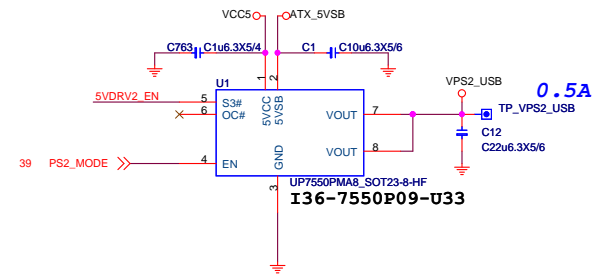 VCC5 ATX_5VSB
C763 C1u6.3X5/4 C1 C10u6.3X5/6
U1
1 2
VPS2_USB 0.5A
5VDRV2_EN 5 S3# 5VCC 5VSB VOUT 7 TP_VPS2_USB
6 OC#
C12
39 PS2_MODE 4 EN GND VOUT 8 C22u6.3X5/6
3 UP7550PMA8_SOT23-8-HF
I36-7550P09-U33